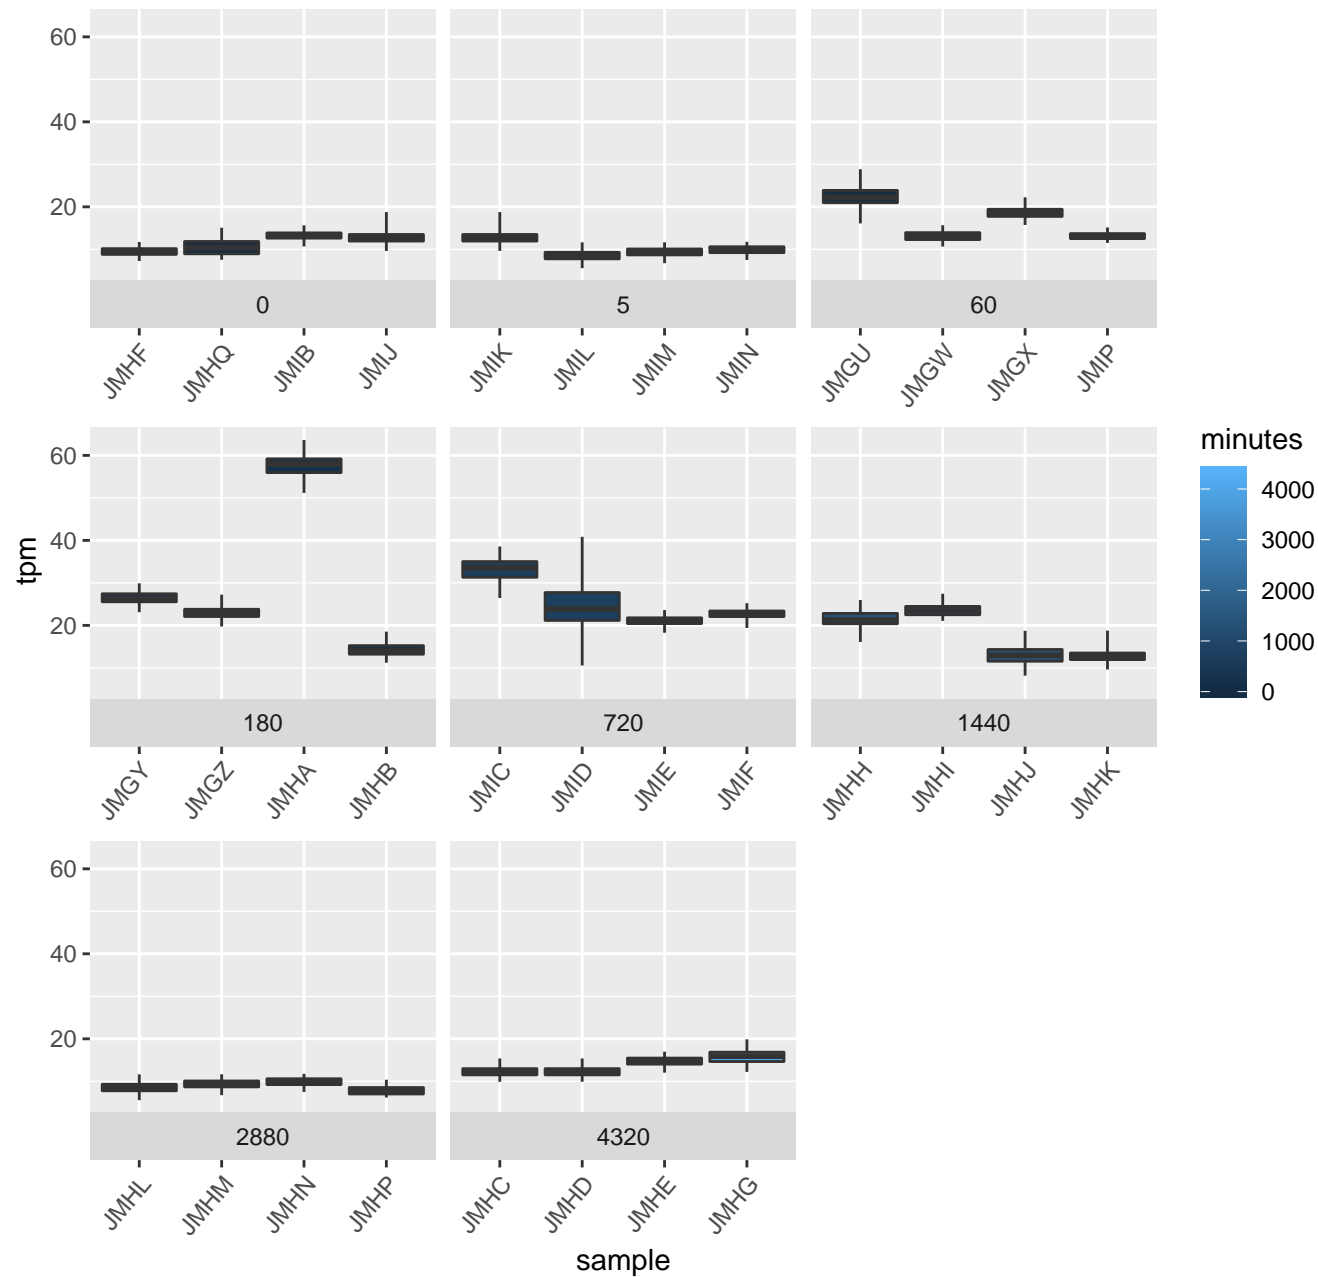 tpm
60
40
20
0
5
60
JMHF JMHQ JMIB JMIJ
JMIK JMIL JMIM JMIN
JMGU JMGW JMGX JMIP
60
40
20
180
720
1440
JMGY JMGZ JMHA JMHB
JMIC JMID JMIE JMIF
JMHH JMHI JMHJ JMHK
60
40
20
2880
4320
JMHL JMHM JMHN JMHP
JMHC JMHD JMHE JMHG
sample
minutes
4000
3000
2000
1000
0